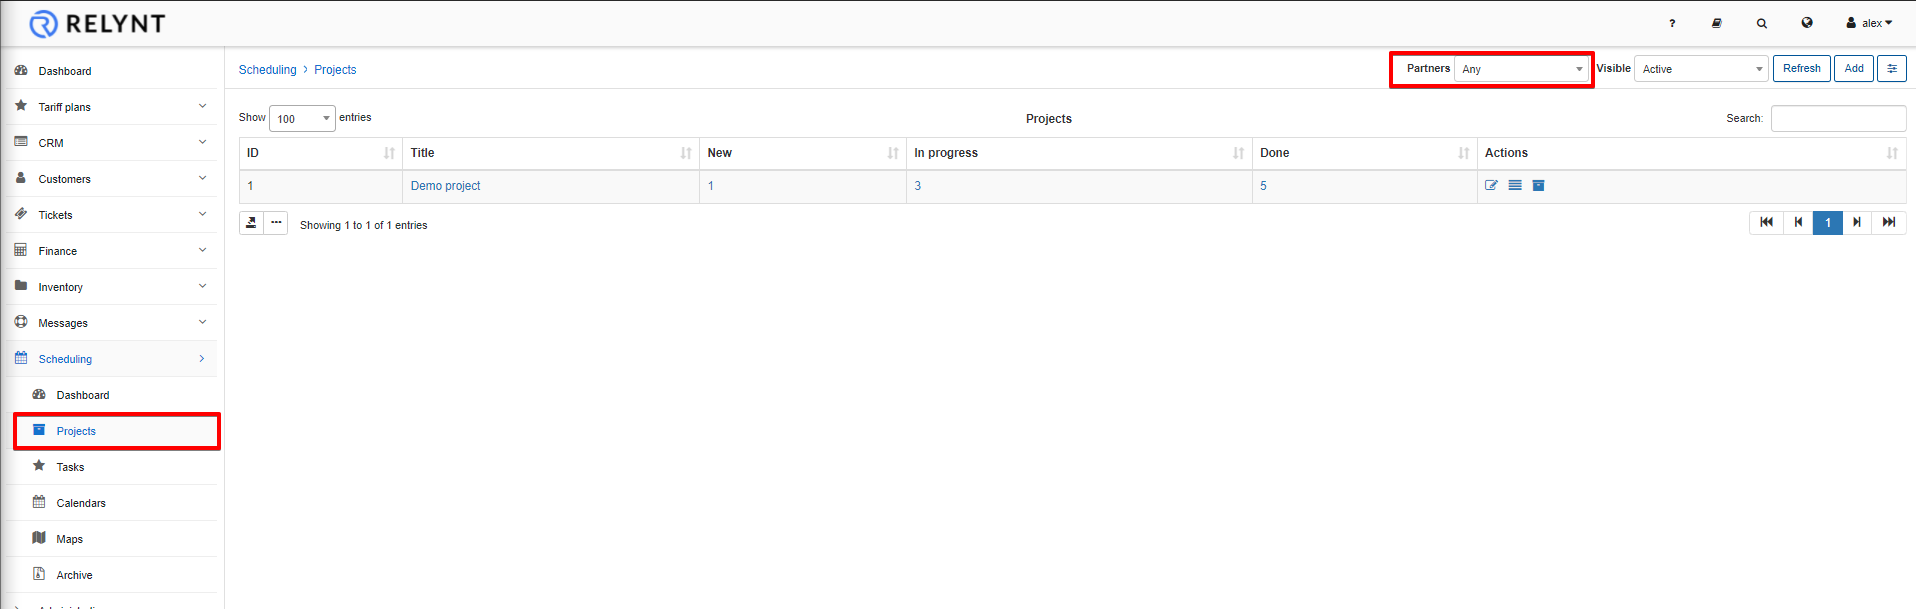 RELYNT
? alex
Dashboard
Tariff plans
CRM
Customers
Tickets
Finance
Inventory
Messages
Scheduling
Dashboard
Projects
Tasks
Calendars
Maps
Archive
Scheduling > Projects
Partners Any Visible Active Refresh Add
Show 100 entries
Projects
Search:
ID Title New In progress Done Actions
1 Demo project 1 3 5
Showing 1 to 1 of 1 entries
1